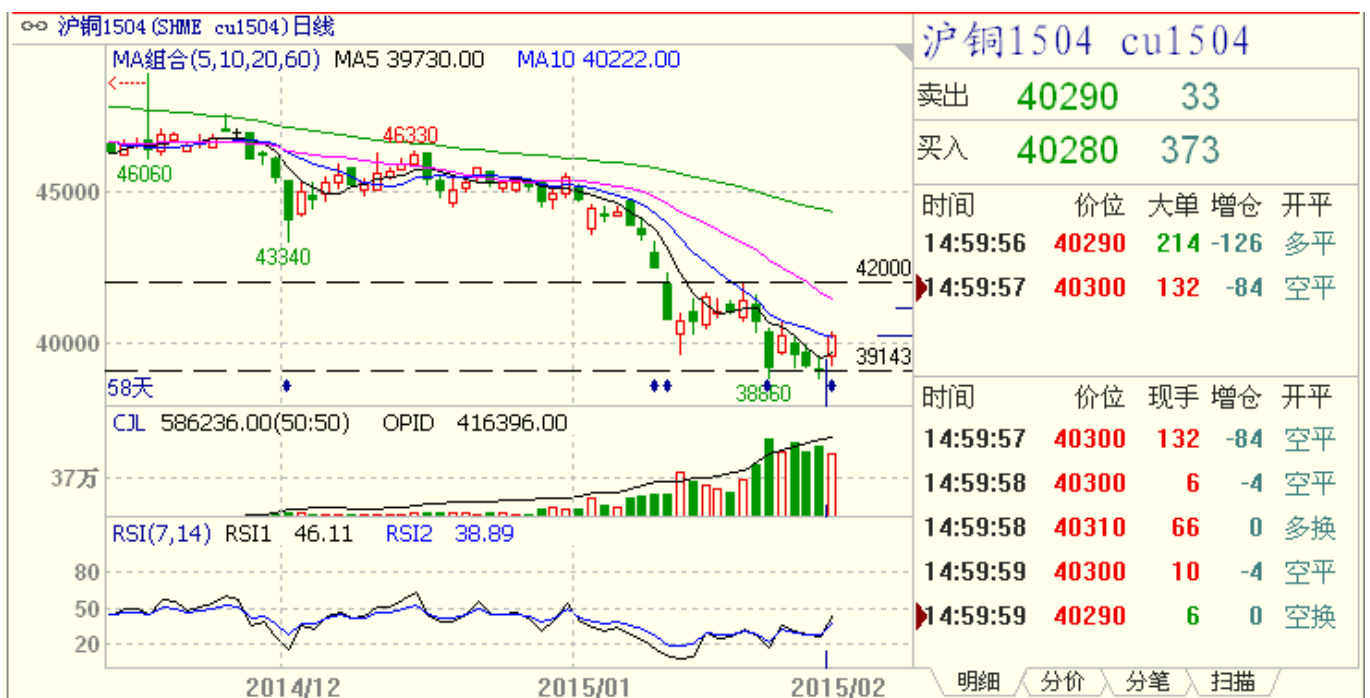 沪铜1504(SHME cu1504)日线
MA组合(5,10,20,60) MA5 39730.00 MA10 40222.00
46330
46060
45000
43340
42000
40000
39143
58天
38860
CJL 586236.00(50:50) OPID 416396.00
37万
RSI(7,14) RSI1 46.11 RSI2 38.89
80
50
20
2014/12 2015/01 2015/02
沪铜1504 cu1504
卖出 40290 33
买入 40280 373
时间 价位 大单 增仓 开平
14:59:56 40290 214 -126 多平
14:59:57 40300 132 -84 空平
时间 价位 现手 增仓 开平
14:59:57 40300 132 -84 空平
14:59:58 40300 6 -4 空平
14:59:58 40310 66 0 多换
14:59:59 40300 10 -4 空平
14:59:59 40290 6 0 空换
明细 分价 分笔 扫描